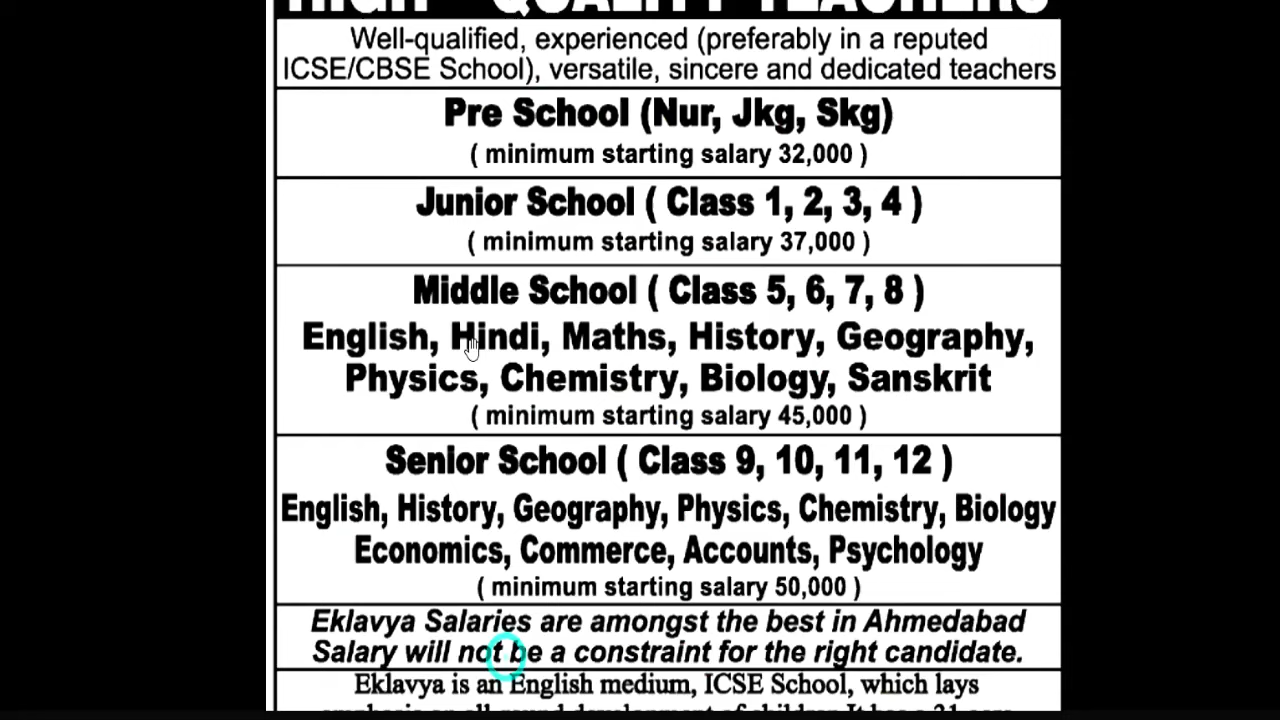 HIGH - QUALITY TEACHERS
Well-qualified, experienced (preferably in a reputed
ICSE/CBSE School), versatile, sincere and dedicated teachers
Pre School (Nur, Jkg, Skg)
( minimum starting salary 32,000 )
Junior School ( Class 1, 2, 3, 4 )
( minimum starting salary 37,000 )
Middle School ( Class 5, 6, 7, 8 )
English, Hindi, Maths, History, Geography,
Physics, Chemistry, Biology, Sanskrit
( minimum starting salary 45,000 )
Senior School ( Class 9, 10, 11, 12 )
English, History, Geography, Physics, Chemistry, Biology
Economics, Commerce, Accounts, Psychology
( minimum starting salary 50,000 )
Eklavya Salaries are amongst the best in Ahmedabad
Salary will not be a constraint for the right candidate.
Eklavya is an English medium, ICSE School, which lays